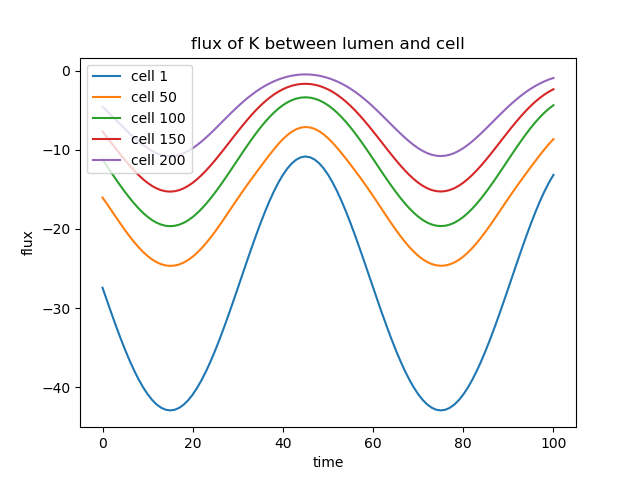 flux of K between lumen and cell
cell 1
cell 50
cell 100
cell 150
cell 200
0
−10
−20
−30
−40
flux
0 20 40 60 80 100
time